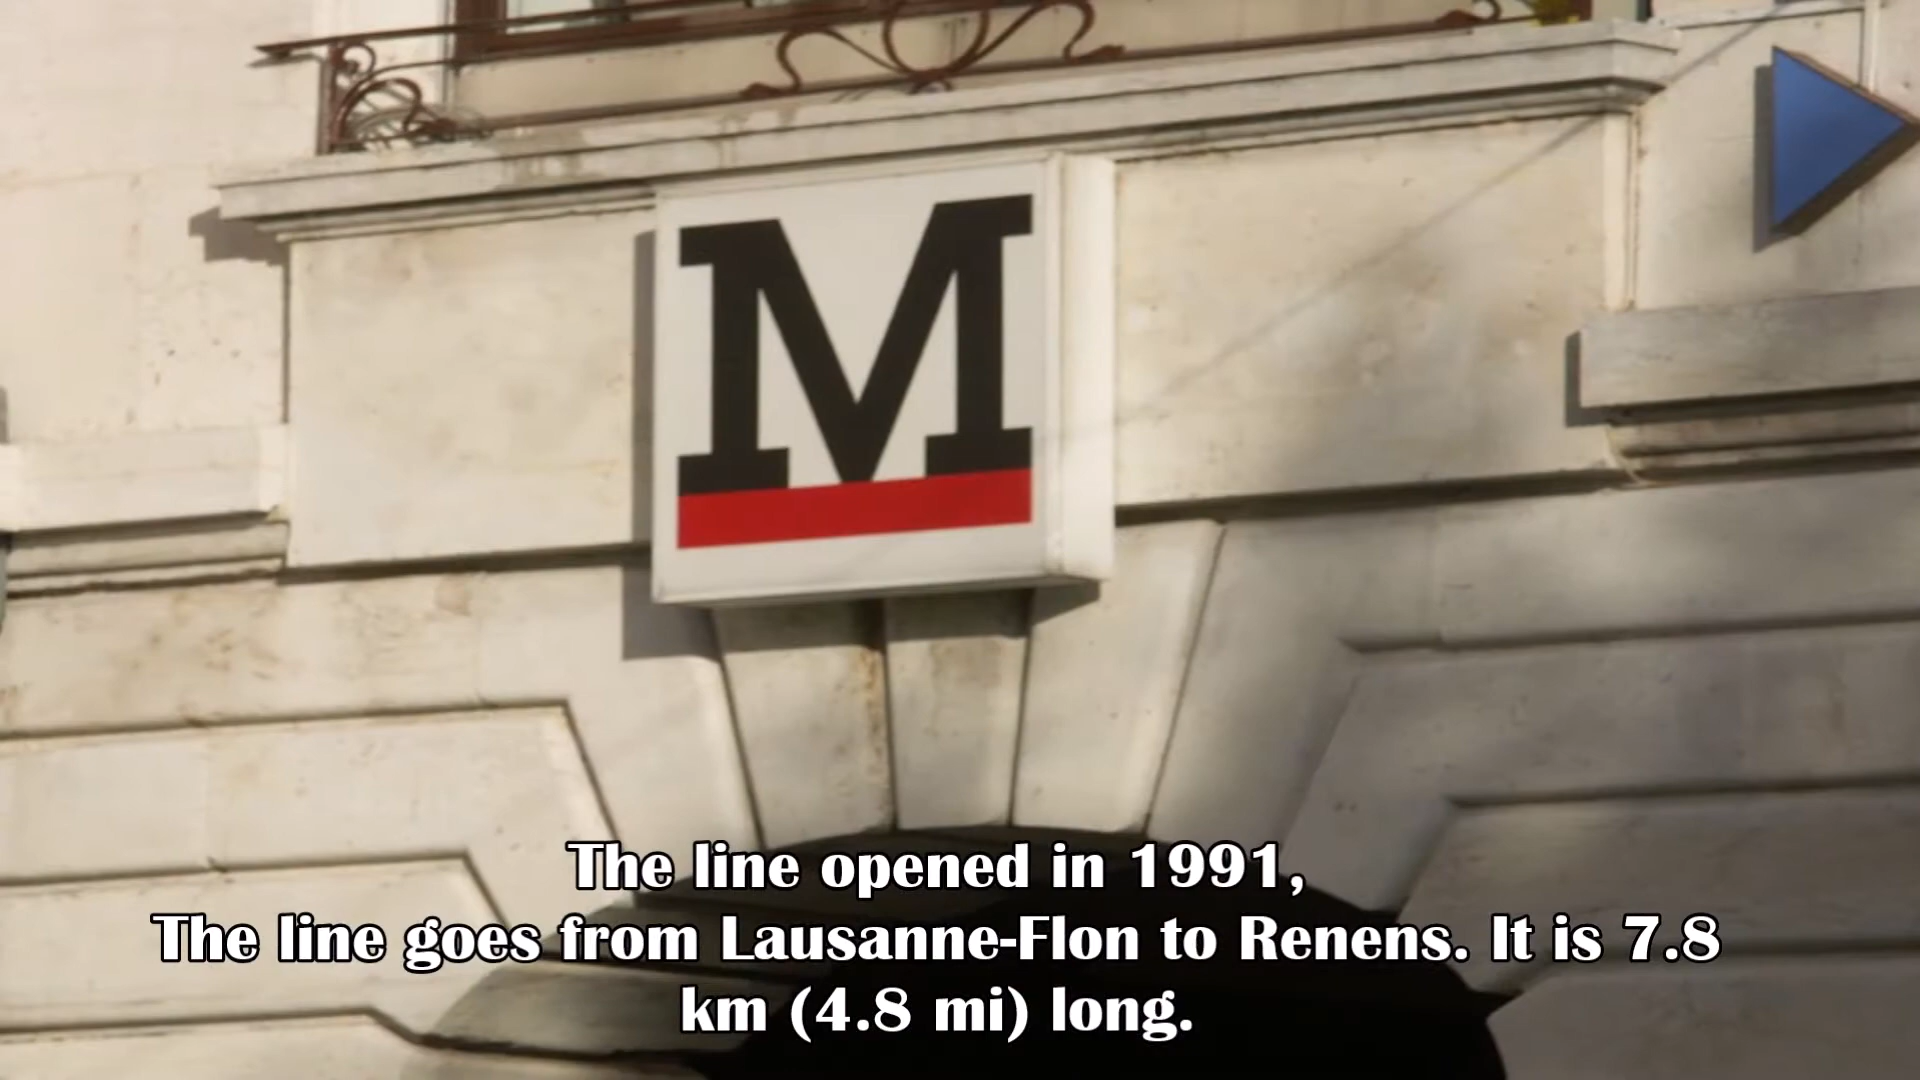 M
The line opened in 1991,
The line goes from Lausanne-Flon to Renens. It is 7.8
km (4.8 mi) long.